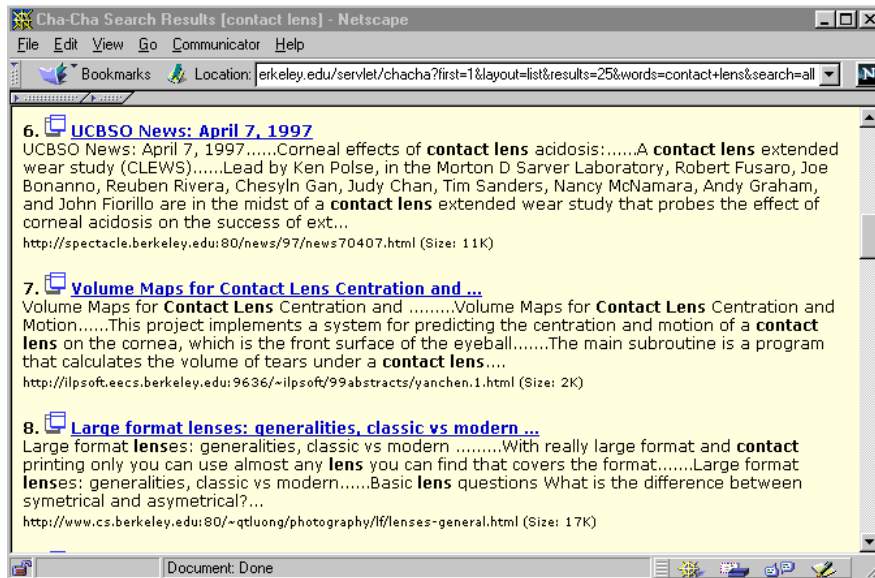 Cha-Cha Search Results [contact lens] - Netscape
File Edit View Go Communicator Help
Bookmarks Location: erkeley.edu/servlet/chacha?first=1&layout=list&results=25&words=contact+lens&search=all N
6. UCBSO News: April 7, 1997
UCBSO News: April 7, 1997......Corneal effects of contact lens acidosis:......A contact lens extended
wear study (CLEWS)......Lead by Ken Polse, in the Morton D Sarver Laboratory, Robert Fusaro, Joe
Bonanno, Reuben Rivera, Chesyln Gan, Judy Chan, Tim Sanders, Nancy McNamara, Andy Graham,
and John Fiorillo are in the midst of a contact lens extended wear study that probes the effect of
corneal acidosis on the success of ext...
http://spectacle.berkeley.edu:80/news/97/news70407.html (Size: 11K)
7. Volume Maps for Contact Lens Centration and ...
Volume Maps for Contact Lens Centration and .........Volume Maps for Contact Lens Centration and
Motion......This project implements a system for predicting the centration and motion of a contact
lens on the cornea, which is the front surface of the eyeball.......The main subroutine is a program
that calculates the volume of tears under a contact lens....
http://ilpsoft.eecs.berkeley.edu:9636/~ilpsoft/99abstracts/yanchen.1.html (Size: 2K)
8. Large format lenses: generalities, classic vs modern ...
Large format lenses: generalities, classic vs modern .........With really large format and contact
printing only you can use almost any lens you can find that covers the format.......Large format
lenses: generalities, classic vs modern......Basic lens questions What is the difference between
symetrical and asymetrical?...
http://www.cs.berkeley.edu:80/~qtluong/photography/lf/lenses-general.html (Size: 17K)
Document: Done